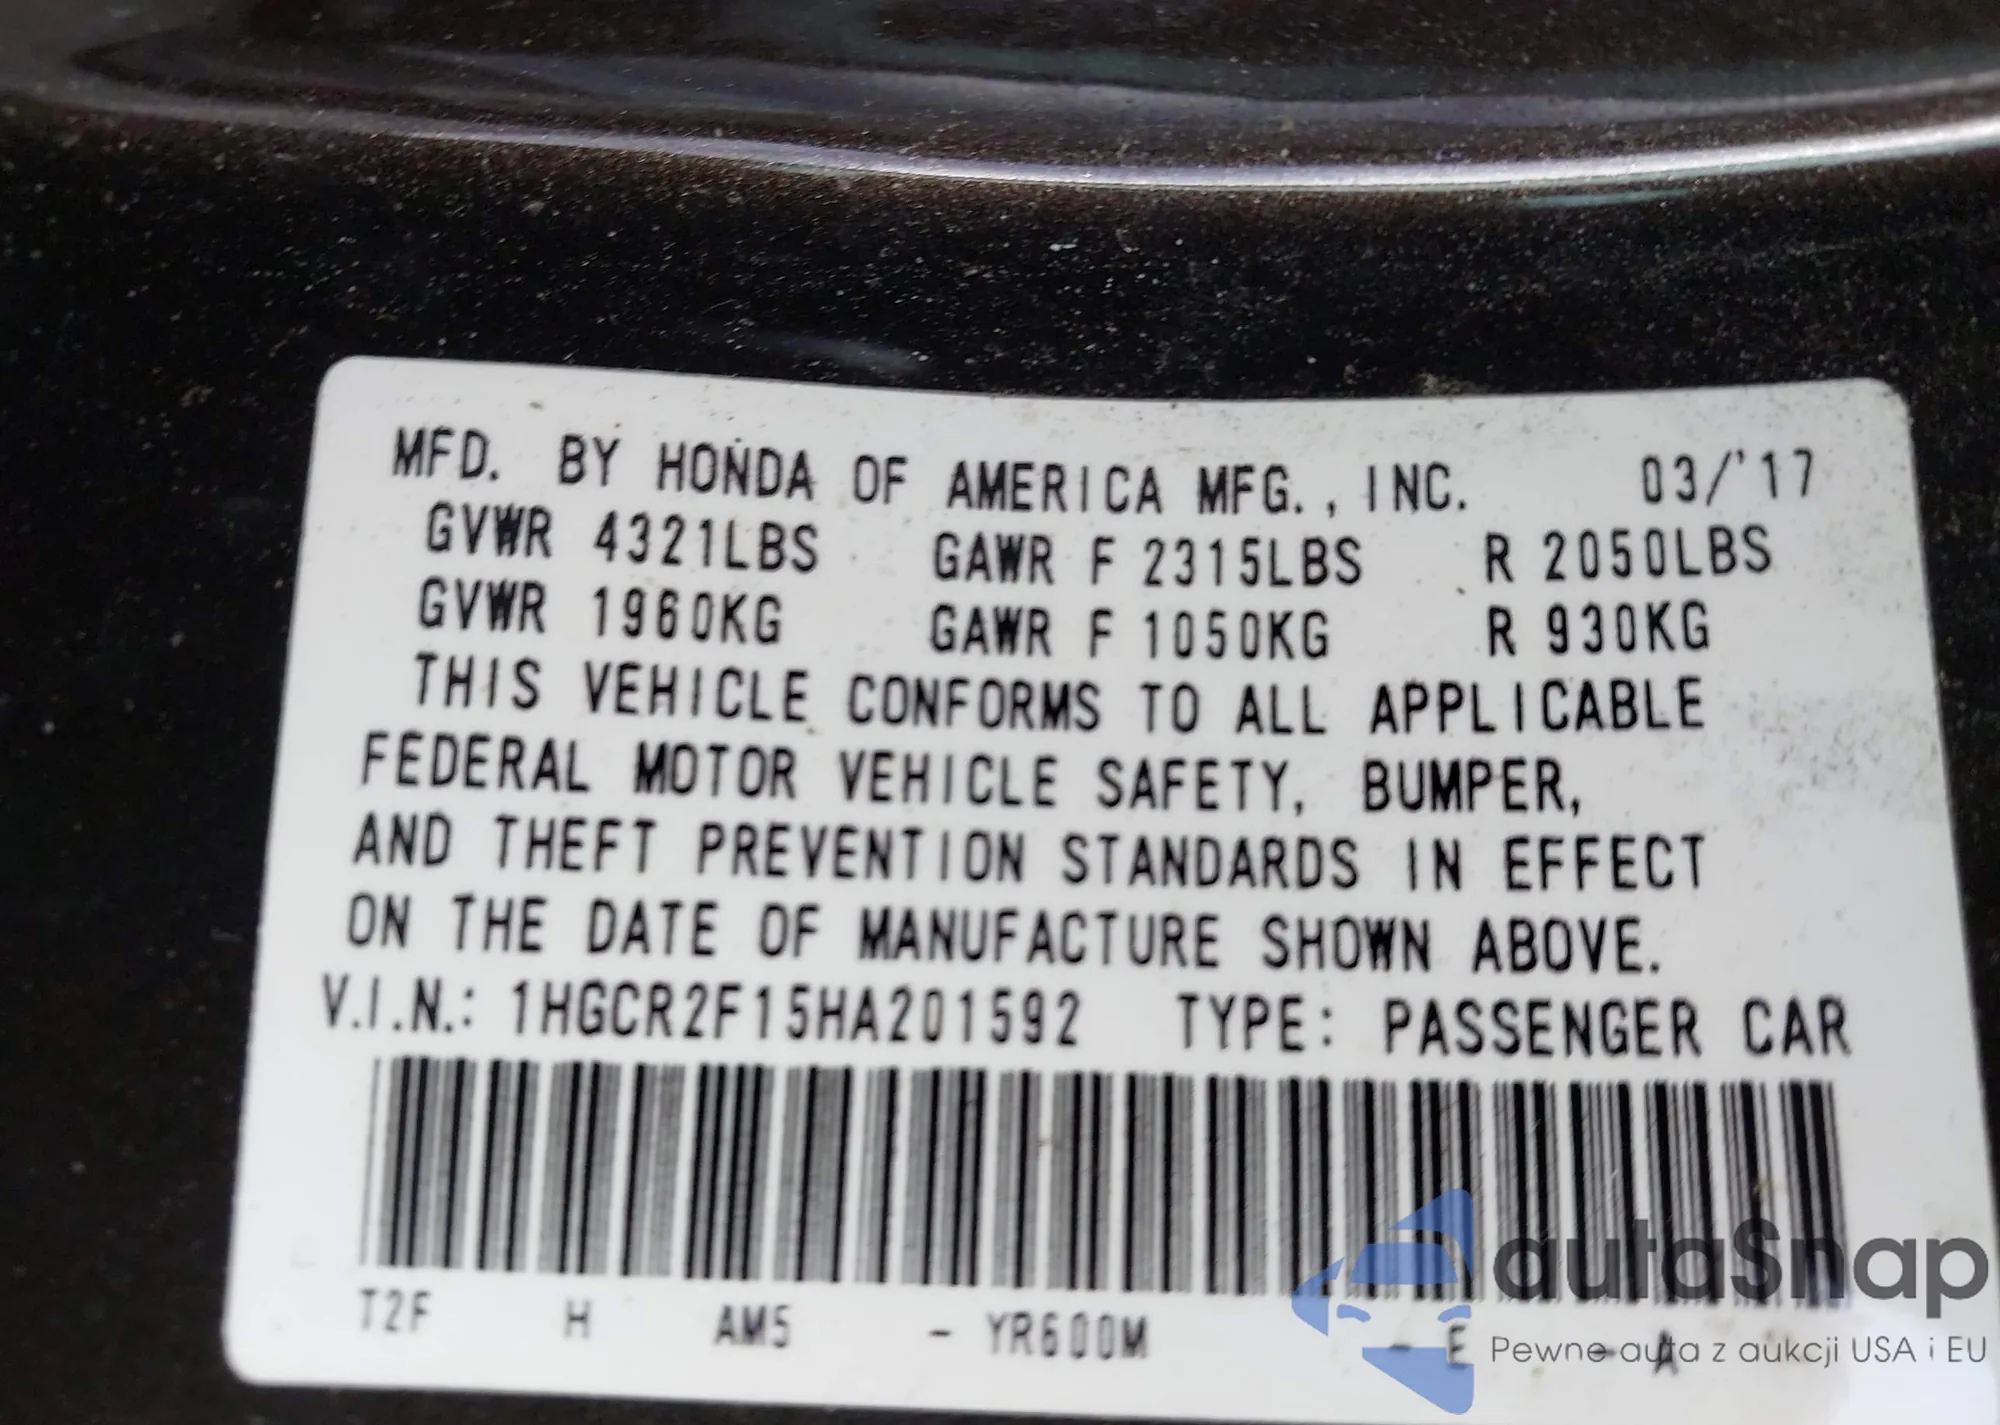 MFD. BY HONDA OF AMERICA MFG., INC. 03/'17
GVWR 4321LBS GAWR F 2315LBS R 2050LBS
GVWR 1960KG GAWR F 1050KG R 930KG
THIS VEHICLE CONFORMS TO ALL APPLICABLE
FEDERAL MOTOR VEHICLE SAFETY, BUMPER,
AND THEFT PREVENTION STANDARDS IN EFFECT
ON THE DATE OF MANUFACTURE SHOWN ABOVE.
V.I.N.: 1HGCR2F15HA201592 TYPE: PASSENGER CAR
T2F H AM5 - YR600M - E - A
autaSnap
Pewne auta z aukcji USA i EU